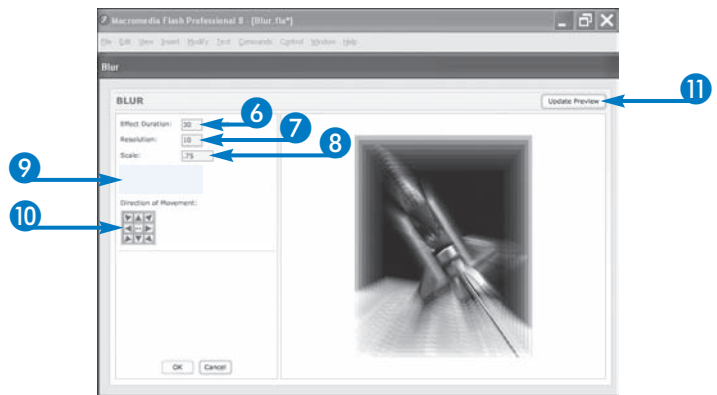 Macromedia Flash Professional 8 - [Blur.fla*]
File Edit View Insert Modify Text Commands Control Window Help
Blur
BLUR
Update Preview
11
Effect Duration: 30
6
Resolution: 10
7
Scale: .75
8
9
Direction of Movement:
10
OK Cancel